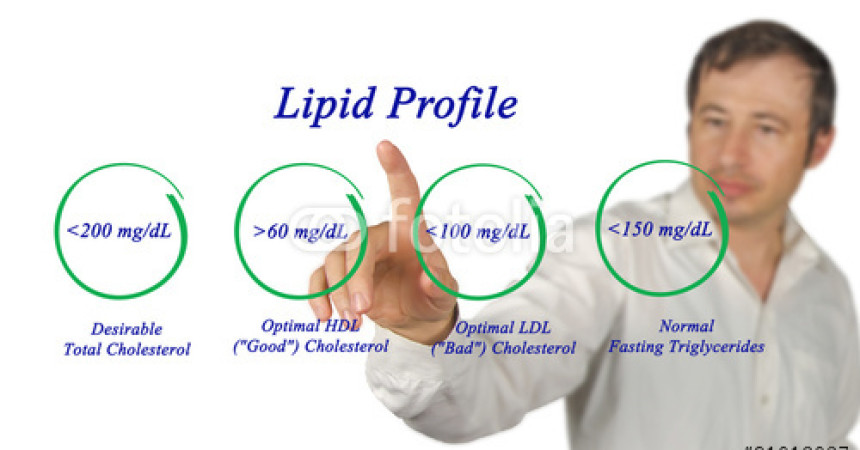 Lipid Profile
<200 mg/dL
>60 mg/dL
<100 mg/dL
<150 mg/dL
Desirable
Total Cholesterol
Optimal HDL
("Good") Cholesterol
Optimal LDL
("Bad") Cholesterol
Normal
Fasting Triglycerides
fotolia